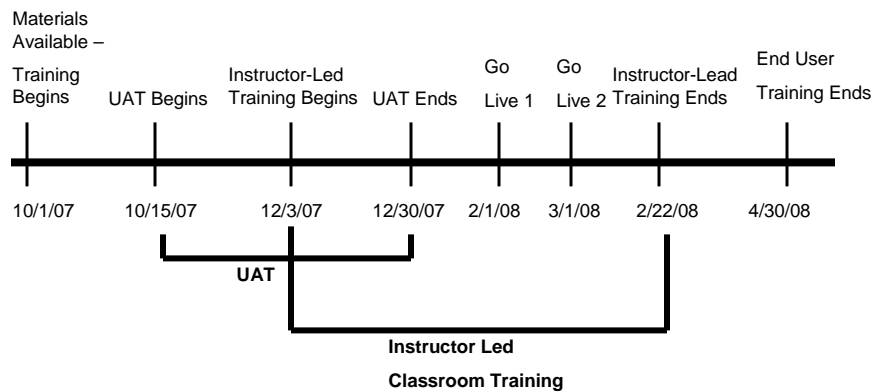 Materials
Available –
Training
Begins
UAT Begins
Instructor-Led
Training Begins
UAT Ends
Go
Live 1
Go
Live 2
Instructor-Lead
Training Ends
End User
Training Ends
10/1/07
10/15/07
12/3/07
12/30/07
2/1/08
3/1/08
2/22/08
4/30/08
UAT
Instructor Led
Classroom Training